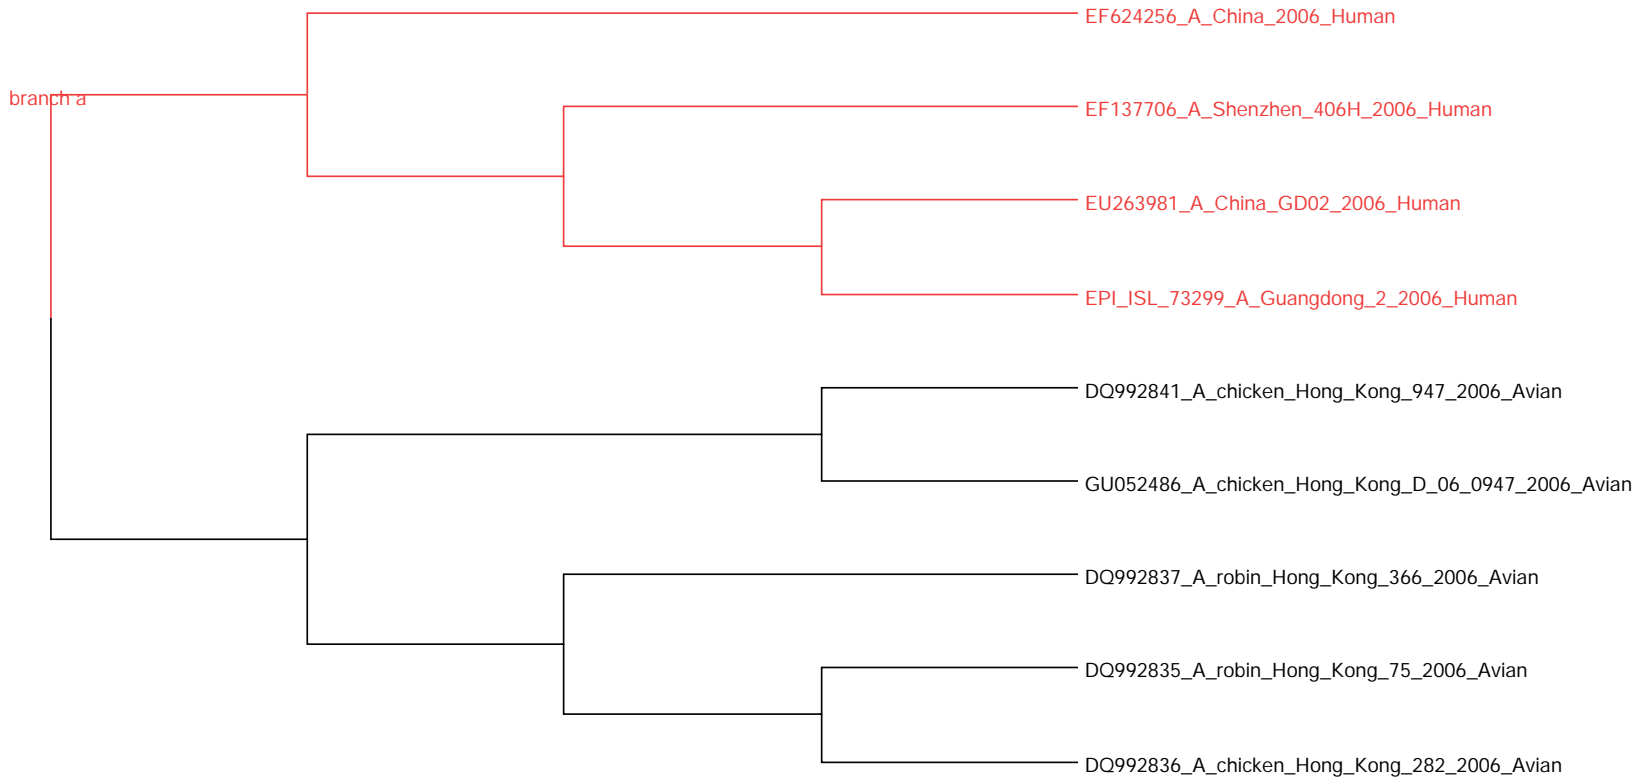 EF624256_A_China_2006_Human
branch a
EF137706_A_Shenzhen_406H_2006_Human
EU263981_A_China_GD02_2006_Human
EPI_ISL_73299_A_Guangdong_2_2006_Human
DQ992841_A_chicken_Hong_Kong_947_2006_Avian
GU052486_A_chicken_Hong_Kong_D_06_0947_2006_Avian
DQ992837_A_robin_Hong_Kong_366_2006_Avian
DQ992835_A_robin_Hong_Kong_75_2006_Avian
DQ992836_A_chicken_Hong_Kong_282_2006_Avian